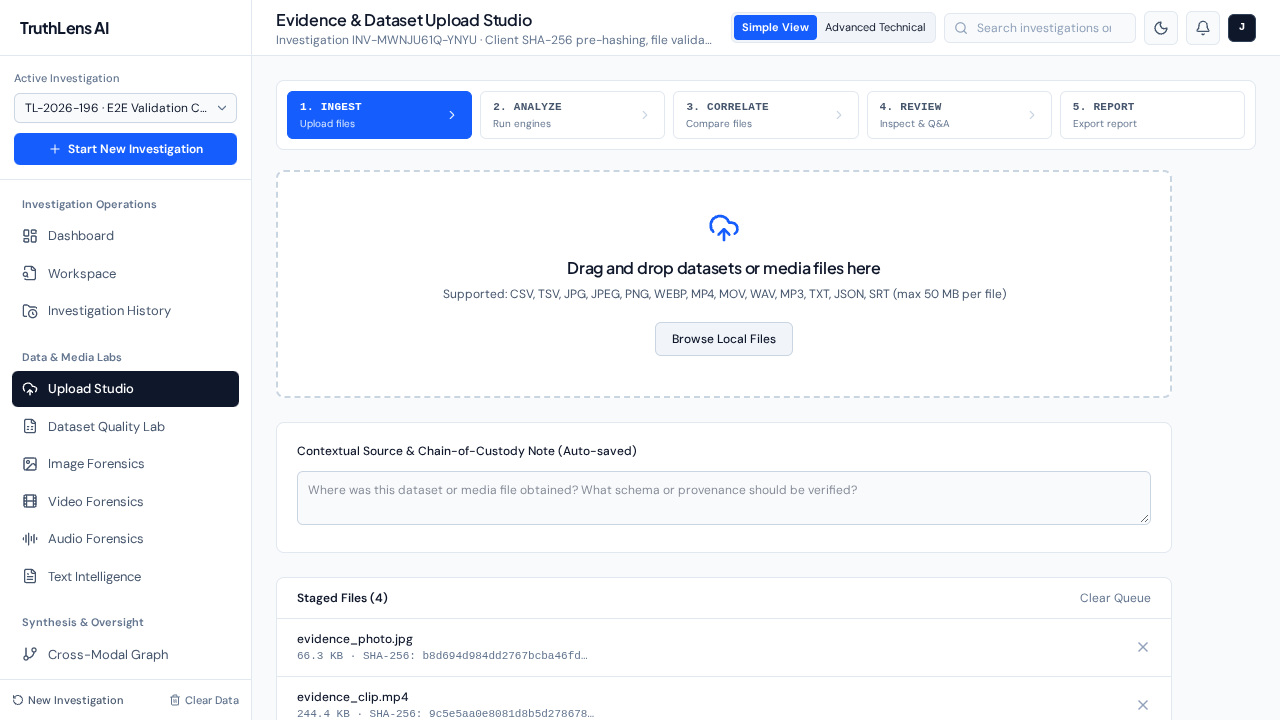 TruthLens AI
Active Investigation
TL-2026-196 · E2E Validation C…
Start New Investigation
Investigation Operations
Dashboard
Workspace
Investigation History
Data & Media Labs
Upload Studio
Dataset Quality Lab
Image Forensics
Video Forensics
Audio Forensics
Text Intelligence
Synthesis & Oversight
Cross-Modal Graph
New Investigation
Clear Data
Evidence & Dataset Upload Studio
Investigation INV-MWNJU61Q-YNYU · Client SHA-256 pre-hashing, file valida…
Simple View
Advanced Technical
Search investigations or
J
1. INGEST
Upload files
2. ANALYZE
Run engines
3. CORRELATE
Compare files
4. REVIEW
Inspect & Q&A
5. REPORT
Export report
Drag and drop datasets or media files here
Supported: CSV, TSV, JPG, JPEG, PNG, WEBP, MP4, MOV, WAV, MP3, TXT, JSON, SRT (max 50 MB per file)
Browse Local Files
Contextual Source & Chain-of-Custody Note (Auto-saved)
Where was this dataset or media file obtained? What schema or provenance should be verified?
Staged Files (4)
Clear Queue
evidence_photo.jpg
66.3 KB · SHA-256: b8d694d984dd2767bcba46fd…
evidence_clip.mp4
244.4 KB · SHA-256: 9c5e5aa0e8081d8b5d278678…